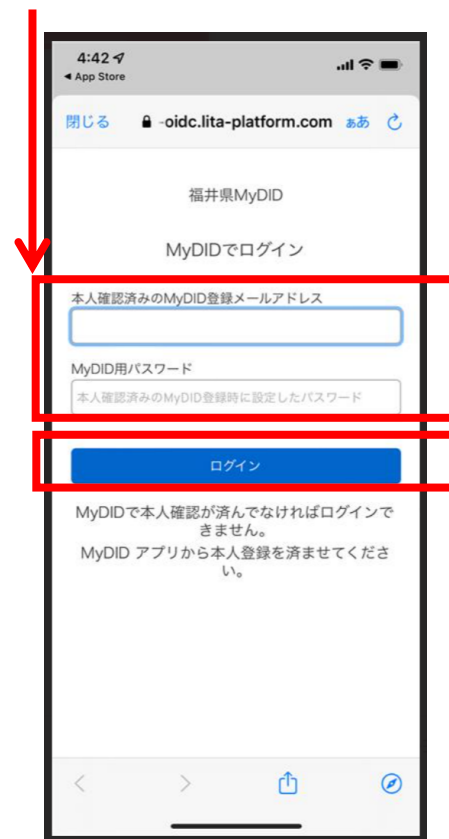 4:42
◀ App Store
閉じる -oidc.lita-platform.com ぁあ
福井県MyDID
MyDIDでログイン
本人確認済みのMyDID登録メールアドレス
MyDID用パスワード
本人確認済みのMyDID登録時に設定したパスワード
ログイン
MyDIDで本人確認が済んでなければログインで
きません。
MyDID アプリから本人登録を済ませてくださ
い。